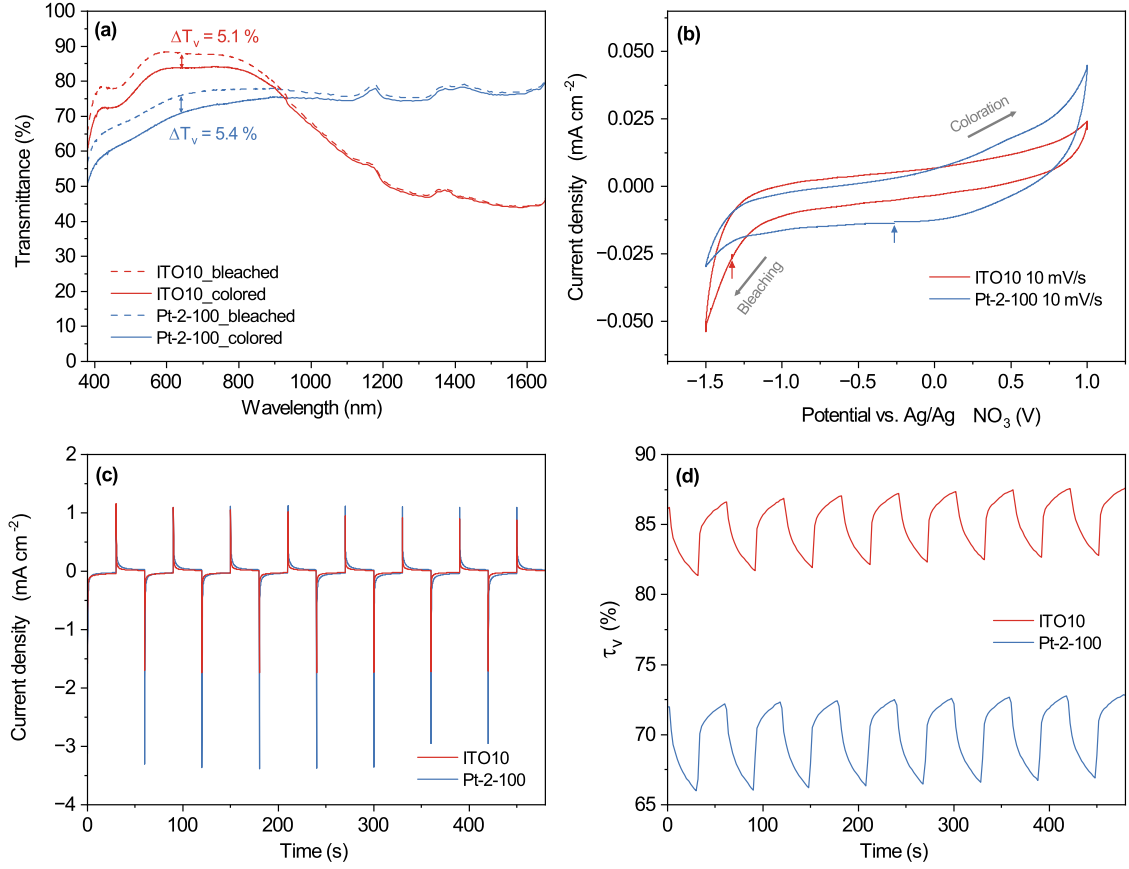 (a)
100
90
80
70
60
50
40
30
20
10
0
Transmittance (%)
ΔTv = 5.1 %
ΔTv = 5.4 %
ITO10_bleached
ITO10_colored
Pt-2-100_bleached
Pt-2-100_colored
400 600 800 1000 1200 1400 1600
Wavelength (nm)
(b)
0.050
0.025
0.000
−0.025
−0.050
Current density (mA cm−2)
Coloration
Bleaching
ITO10 10 mV/s
Pt-2-100 10 mV/s
−1.5 −1.0 −0.5 0.0 0.5 1.0
Potential vs. Ag/Ag NO3 (V)
(c)
2
1
0
−1
−2
−3
−4
Current density (mA cm−2)
ITO10
Pt-2-100
0 100 200 300 400
Time (s)
(d)
90
85
80
75
70
65
τv (%)
ITO10
Pt-2-100
0 100 200 300 400
Time (s)